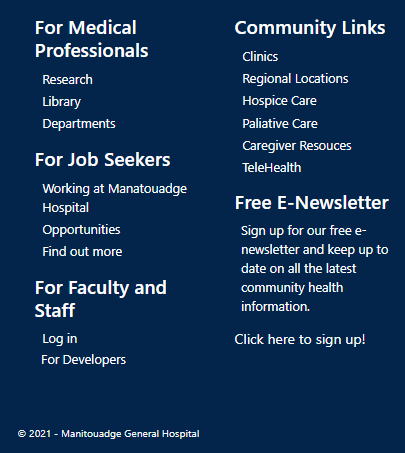 For Medical
Professionals
Research
Library
Departments
For Job Seekers
Working at Manatouadge
Hospital
Opportunities
Find out more
For Faculty and
Staff
Log in
For Developers
Community Links
Clinics
Regional Locations
Hospice Care
Paliative Care
Caregiver Resouces
TeleHealth
Free E-Newsletter
Sign up for our free e-
newsletter and keep up to
date on all the latest
community health
information.
Click here to sign up!
© 2021 - Manitouadge General Hospital